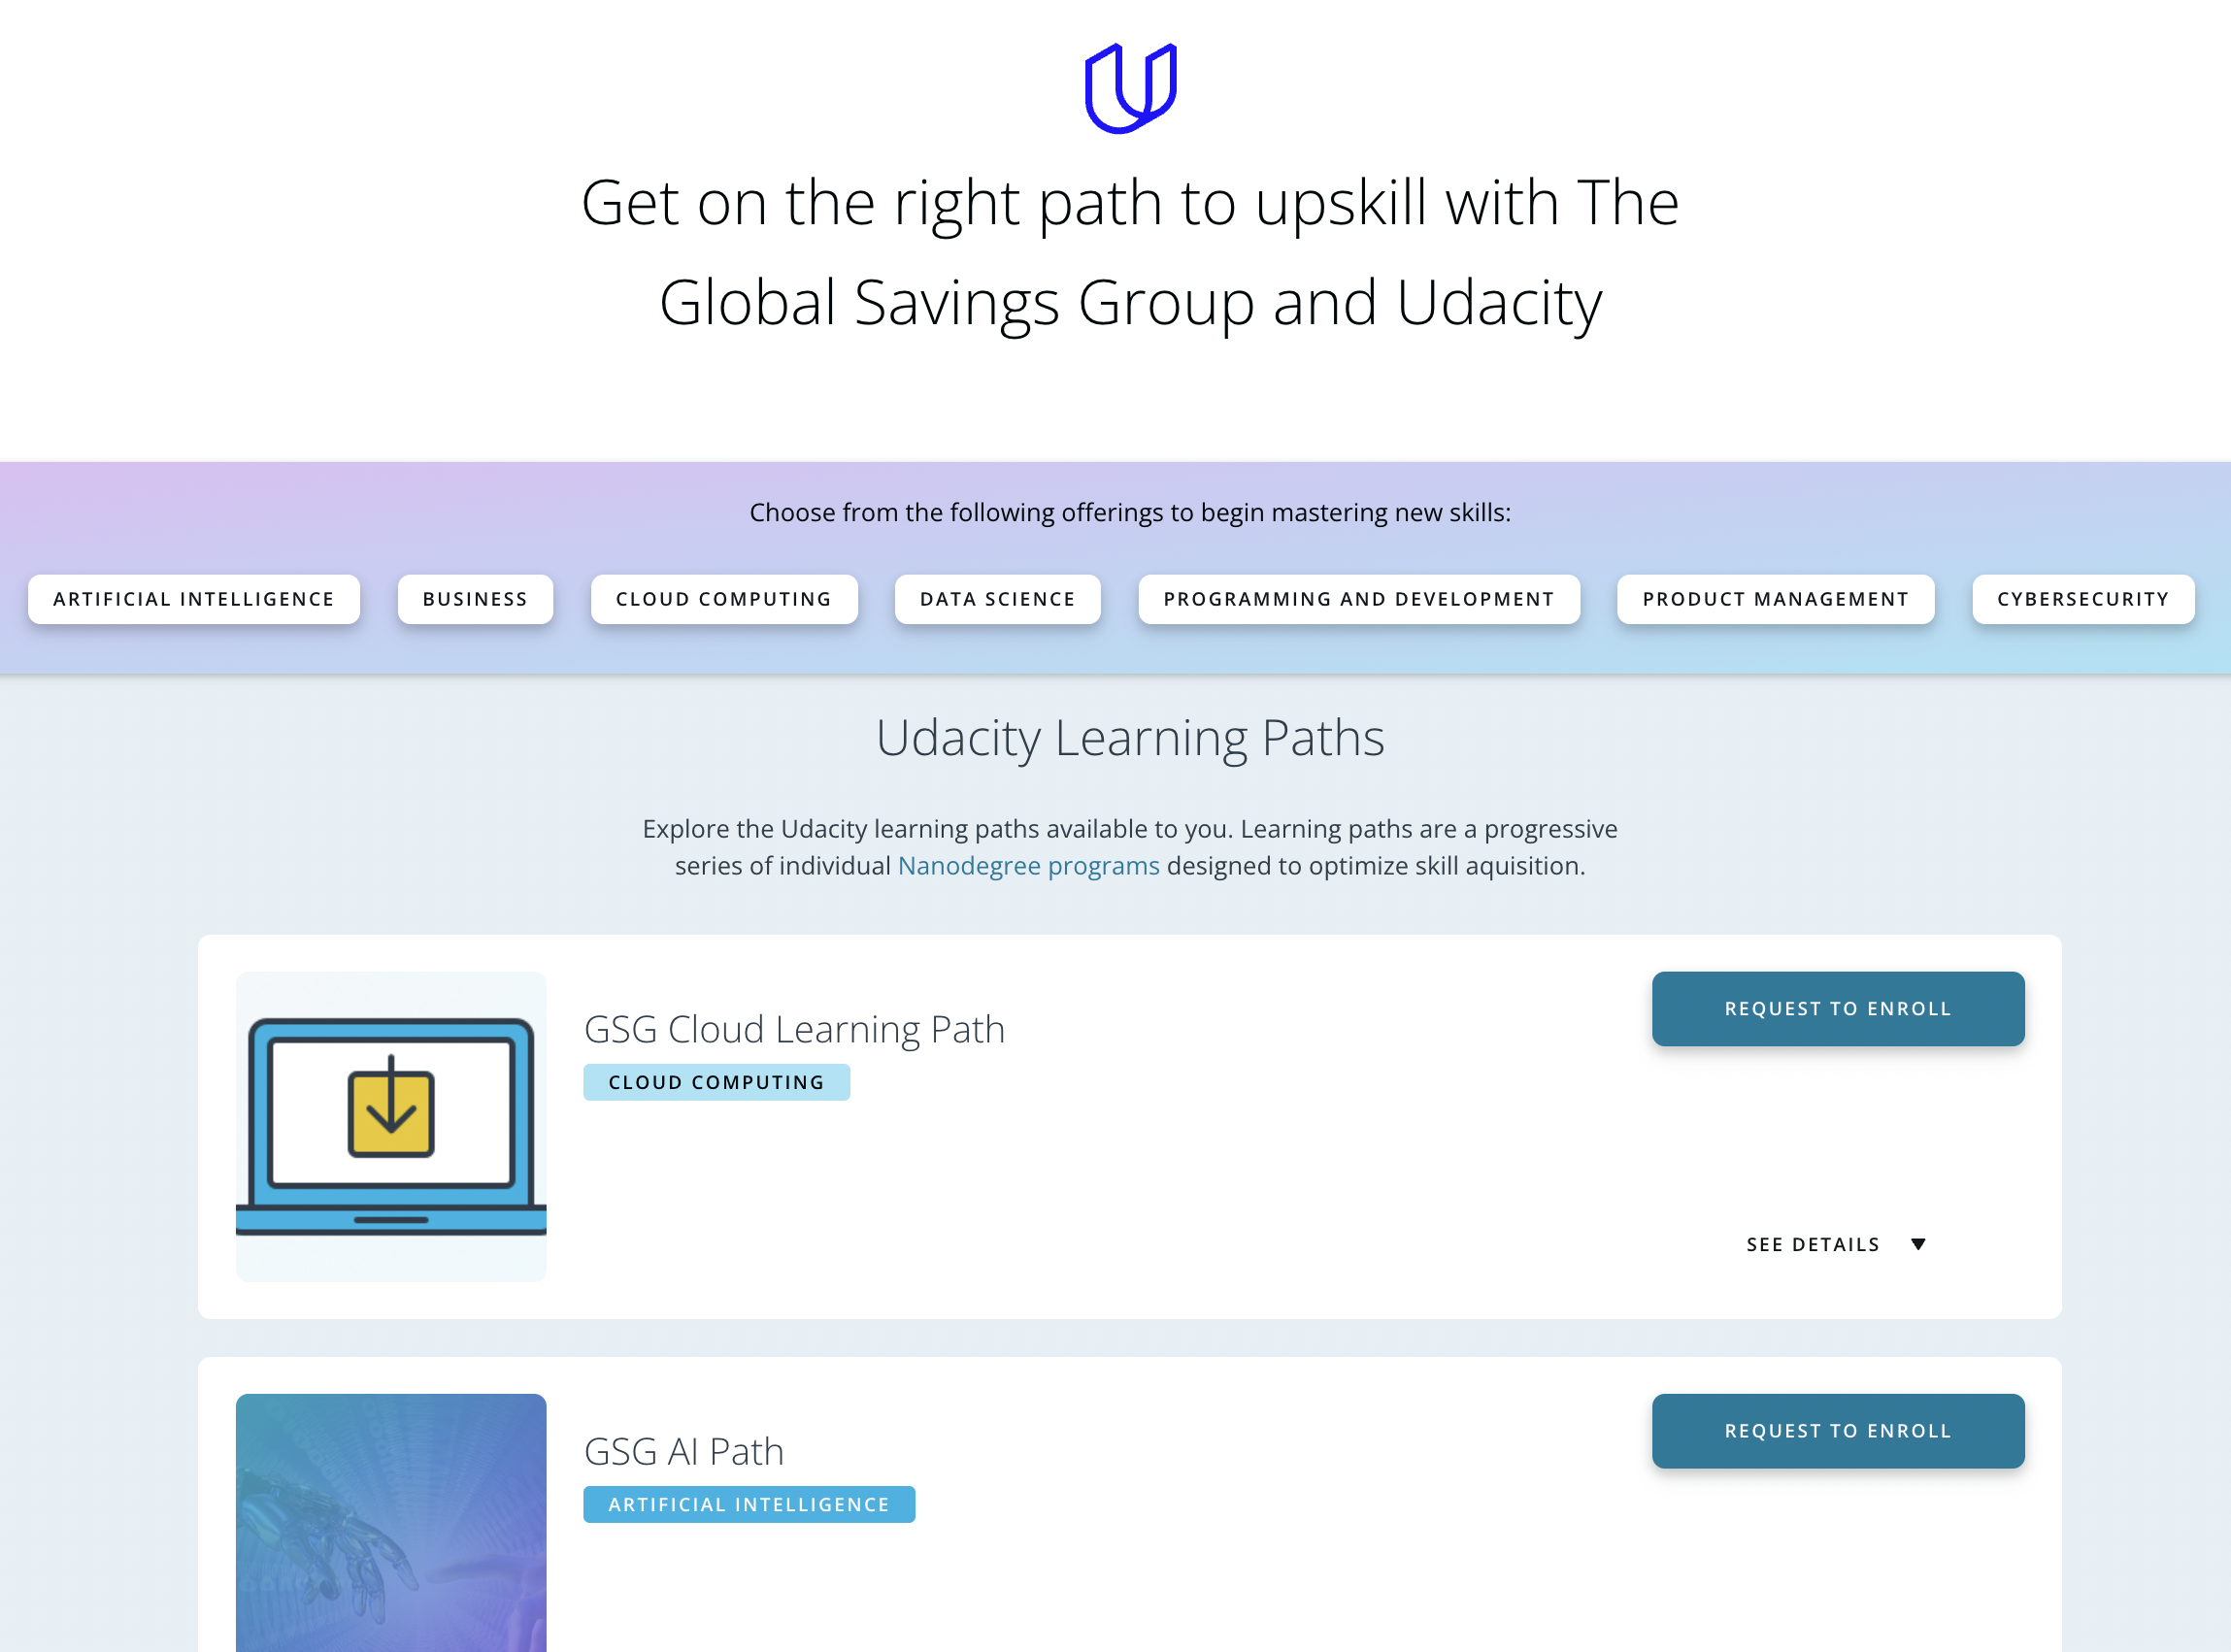 Get on the right path to upskill with The
Global Savings Group and Udacity
Choose from the following offerings to begin mastering new skills:
ARTIFICIAL INTELLIGENCE
BUSINESS
CLOUD COMPUTING
DATA SCIENCE
PROGRAMMING AND DEVELOPMENT
PRODUCT MANAGEMENT
CYBERSECURITY
Udacity Learning Paths
Explore the Udacity learning paths available to you. Learning paths are a progressive
series of individual Nanodegree programs designed to optimize skill aquisition.
GSG Cloud Learning Path
CLOUD COMPUTING
REQUEST TO ENROLL
SEE DETAILS
GSG AI Path
ARTIFICIAL INTELLIGENCE
REQUEST TO ENROLL